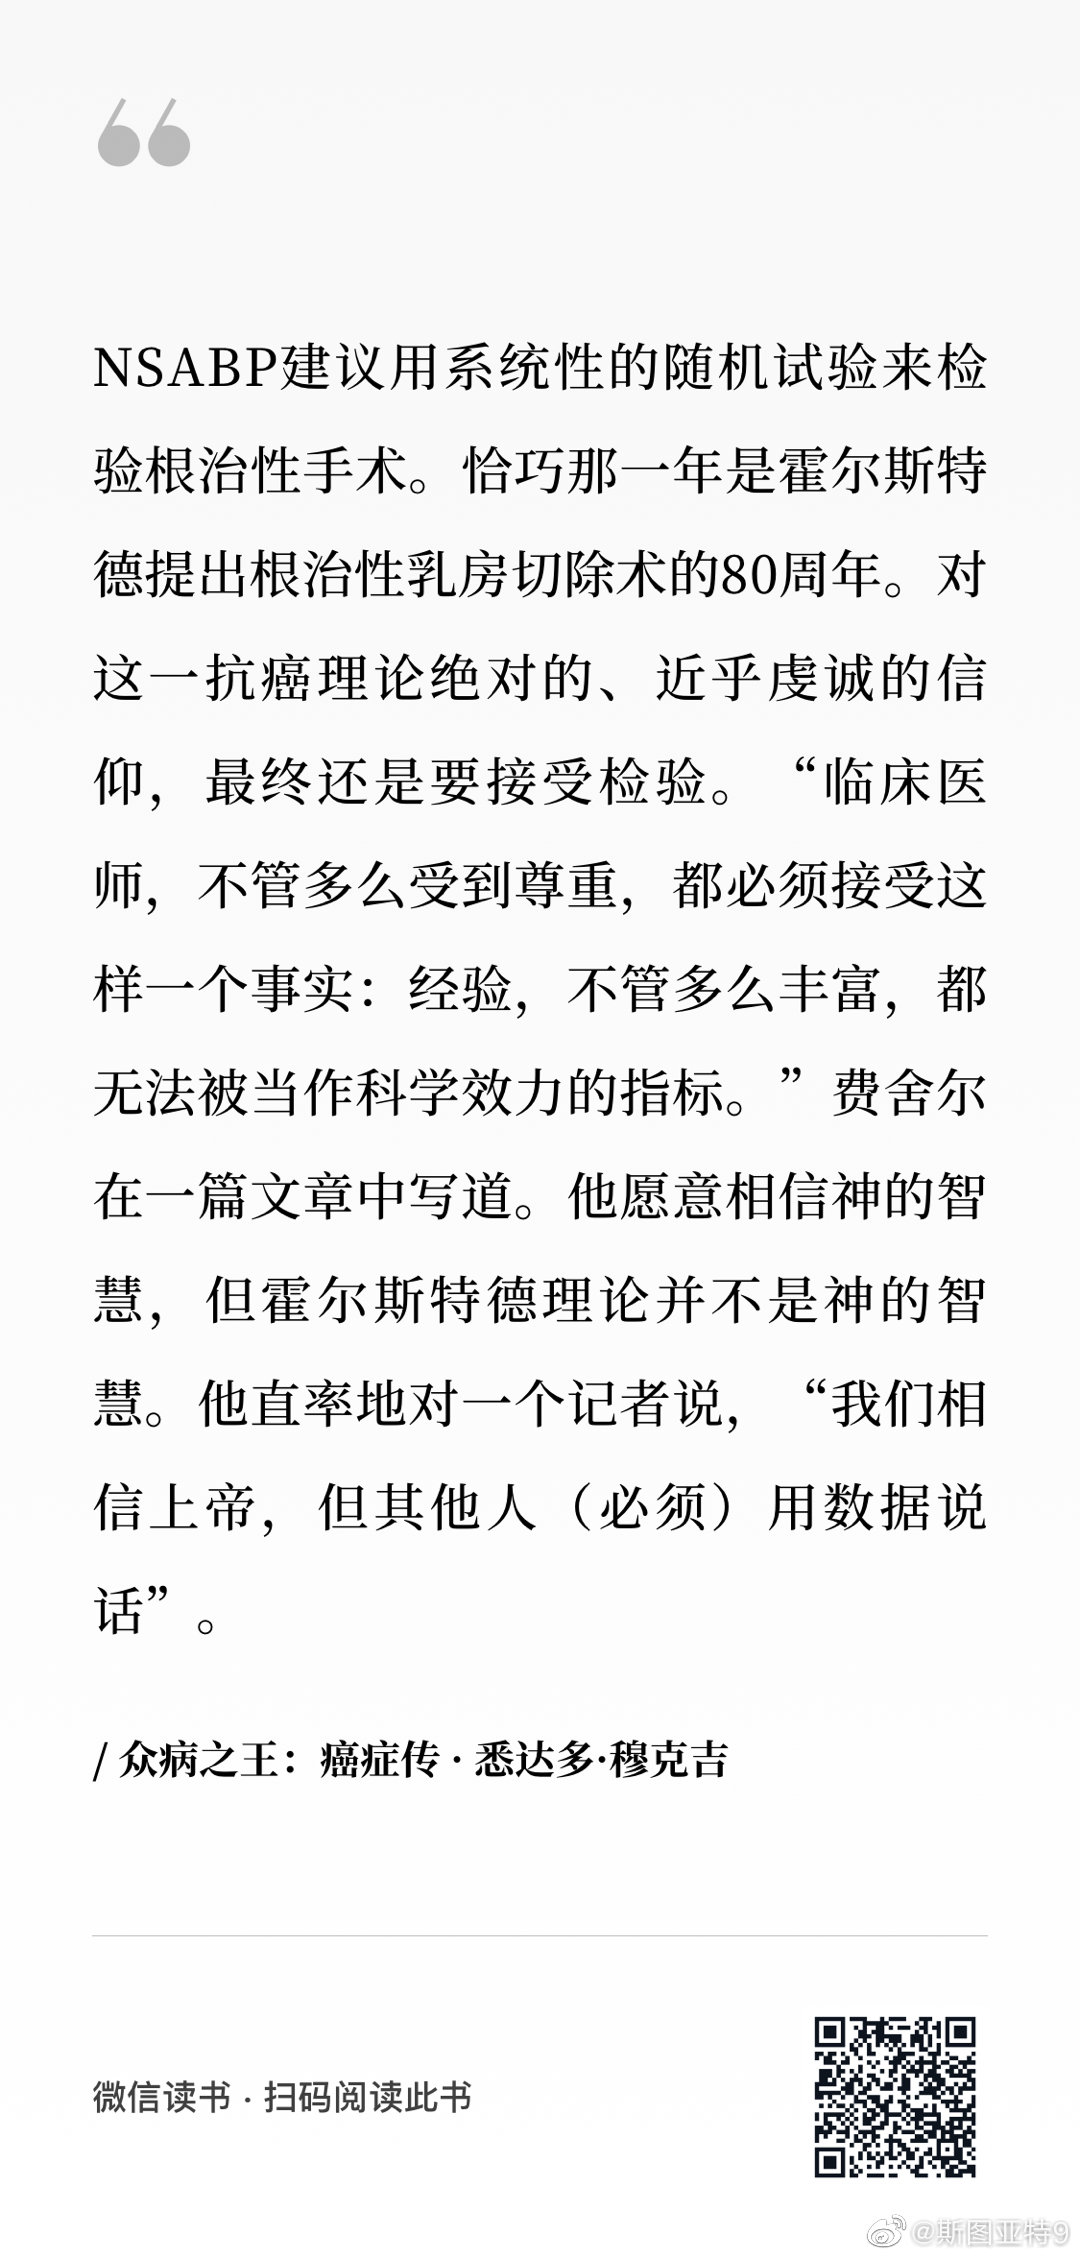 “
NSABP建议用系统性的随机试验来检
验根治性手术。恰巧那一年是霍尔斯特
德提出根治性乳房切除术的80周年。对
这一抗癌理论绝对的、近乎虔诚的信
仰，最终还是要接受检验。“临床医
师，不管多么受到尊重，都必须接受这
样一个事实：经验，不管多么丰富，都
无法被当作科学效力的指标。”费舍尔
在一篇文章中写道。他愿意相信神的智
慧，但霍尔斯特德理论并不是神的智
慧。他直率地对一个记者说，“我们相
信上帝，但其他人（必须）用数据说
话”。
/ 众病之王：癌症传 · 悉达多·穆克吉
微信读书 · 扫码阅读此书
@斯图亚特9